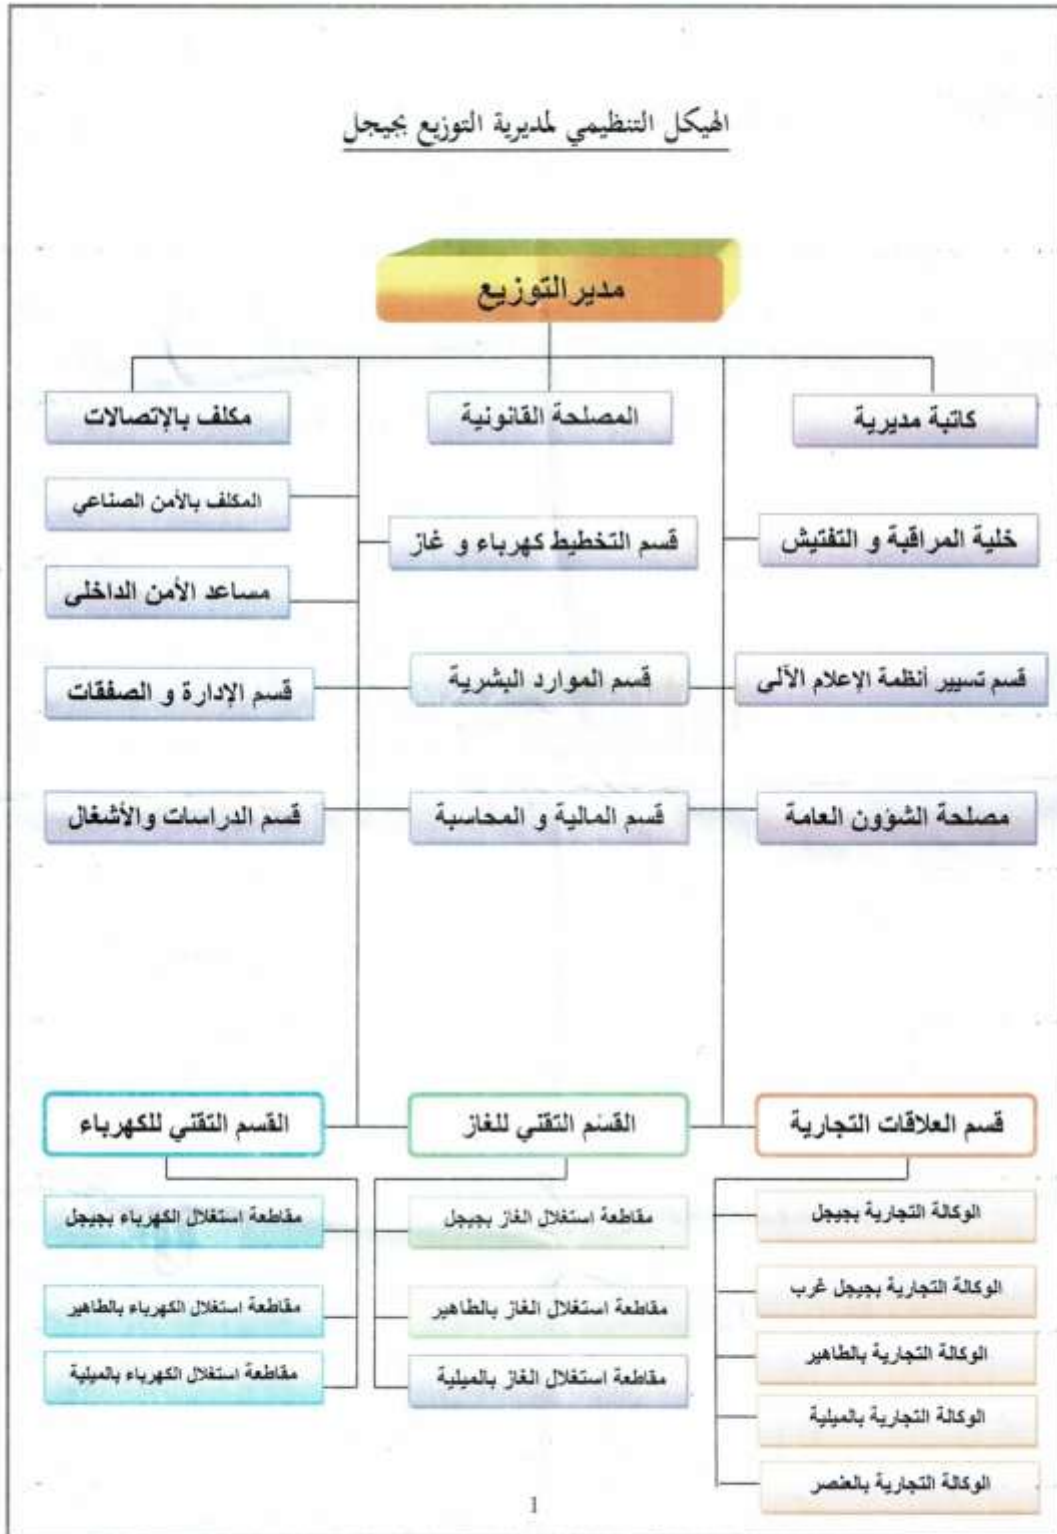 الهيكل التنظيمي لمديرية التوزيع بجيجل
مدير التوزيع
كاتبة مديرية
المصلحة القانونية
مكلف بالإتصالات
المكلف بالأمن الصناعي
خلية المراقبة و التفتيش
قسم التخطيط كهرباء و غاز
مساعد الأمن الداخلى
قسم تسيير أنظمة الإعلام الآلى
قسم الموارد البشرية
قسم الإدارة و الصفقات
مصلحة الشؤون العامة
قسم المالية و المحاسبة
قسم الدراسات والأشغال
قسم العلاقات التجارية
القسم التقتي للغاز
القسم التقتي للكهرباء
الوكالة التجارية بجيجل
مقاطعة استغلال الغاز بجيجل
مقاطعة استغلال الكهرباء بجيجل
الوكالة التجارية بجيجل غرب
مقاطعة استغلال الغاز بالطاهير
مقاطعة استغلال الكهرباء بالطاهير
الوكالة التجارية بالطاهير
مقاطعة استغلال الغاز بالميلية
مقاطعة استغلال الكهرباء بالميلية
الوكالة التجارية بالميلية
الوكالة التجارية بالعنصر
1